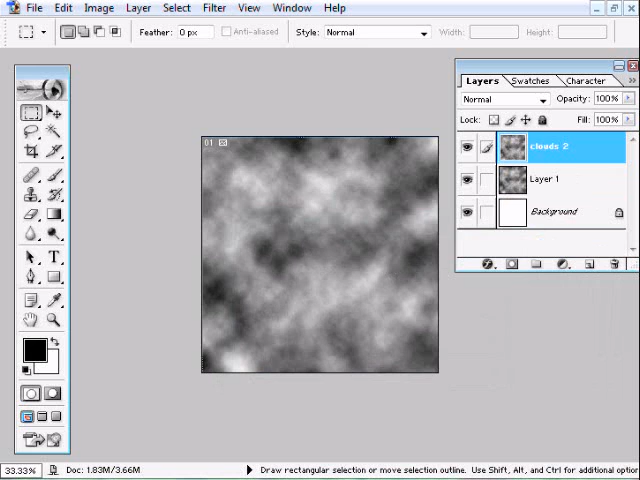 File Edit Image Layer Select Filter View Window Help
Feather: 0 px Anti-aliased Style: Normal Width: Height:
Layers Swatches Character
Normal Opacity: 100%
Lock: Fill: 100%
01
clouds 2
Layer 1
Background
T
33.33% Doc: 1.83M/3.66M Draw rectangular selection or move selection outline. Use Shift, Alt, and Ctrl for additional option